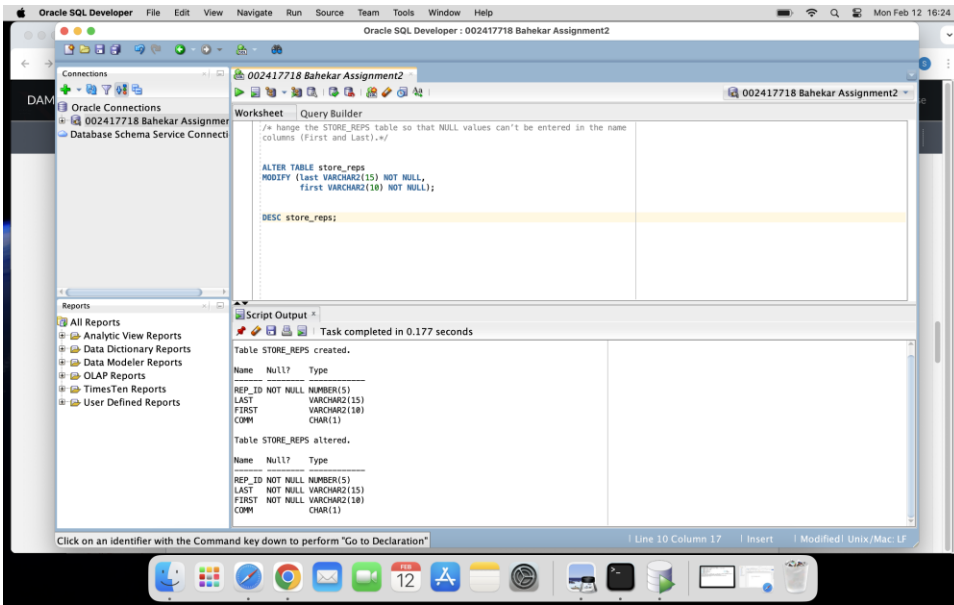 Oracle SQL Developer File Edit View Navigate Run Source Team Tools Window Help Mon Feb 12 16:24
Oracle SQL Developer : 002417718 Bahekar Assignment2
Connections
002417718 Bahekar Assignment2
DAM
Oracle Connections
002417718 Bahekar Assignmen
Database Schema Service Connecti
002417718 Bahekar Assignment2
Worksheet Query Builder
/* hange the STORE_REPS table so that NULL values can't be entered in the name
columns (First and Last).*/
ALTER TABLE store_reps
MODIFY (last VARCHAR2(15) NOT NULL,
first VARCHAR2(10) NOT NULL);
DESC store_reps;
Reports
All Reports
Analytic View Reports
Data Dictionary Reports
Data Modeler Reports
OLAP Reports
TimesTen Reports
User Defined Reports
Script Output
Task completed in 0.177 seconds
Table STORE_REPS created.
Name Null? Type
------ -------- ------------
REP_ID NOT NULL NUMBER(5)
LAST VARCHAR2(15)
FIRST VARCHAR2(10)
COMM CHAR(1)
Table STORE_REPS altered.
Name Null? Type
------ -------- ------------
REP_ID NOT NULL NUMBER(5)
LAST NOT NULL VARCHAR2(15)
FIRST NOT NULL VARCHAR2(10)
COMM CHAR(1)
Click on an identifier with the Command key down to perform "Go to Declaration"
Line 10 Column 17 Insert Modified Unix/Mac: LF
FEB
12